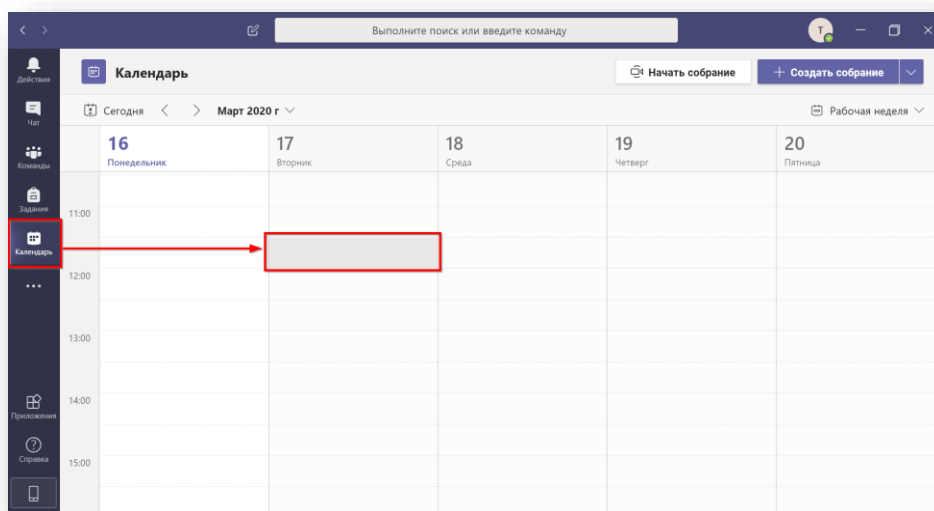 Выполните поиск или введите команду
Т
Действия
Чат
Команды
Задания
Календарь
Приложения
Справка
Календарь
Начать собрание
+ Создать собрание
Сегодня
Март 2020 г
Рабочая неделя
16
Понедельник
17
Вторник
18
Среда
19
Четверг
20
Пятница
11:00
12:00
13:00
14:00
15:00